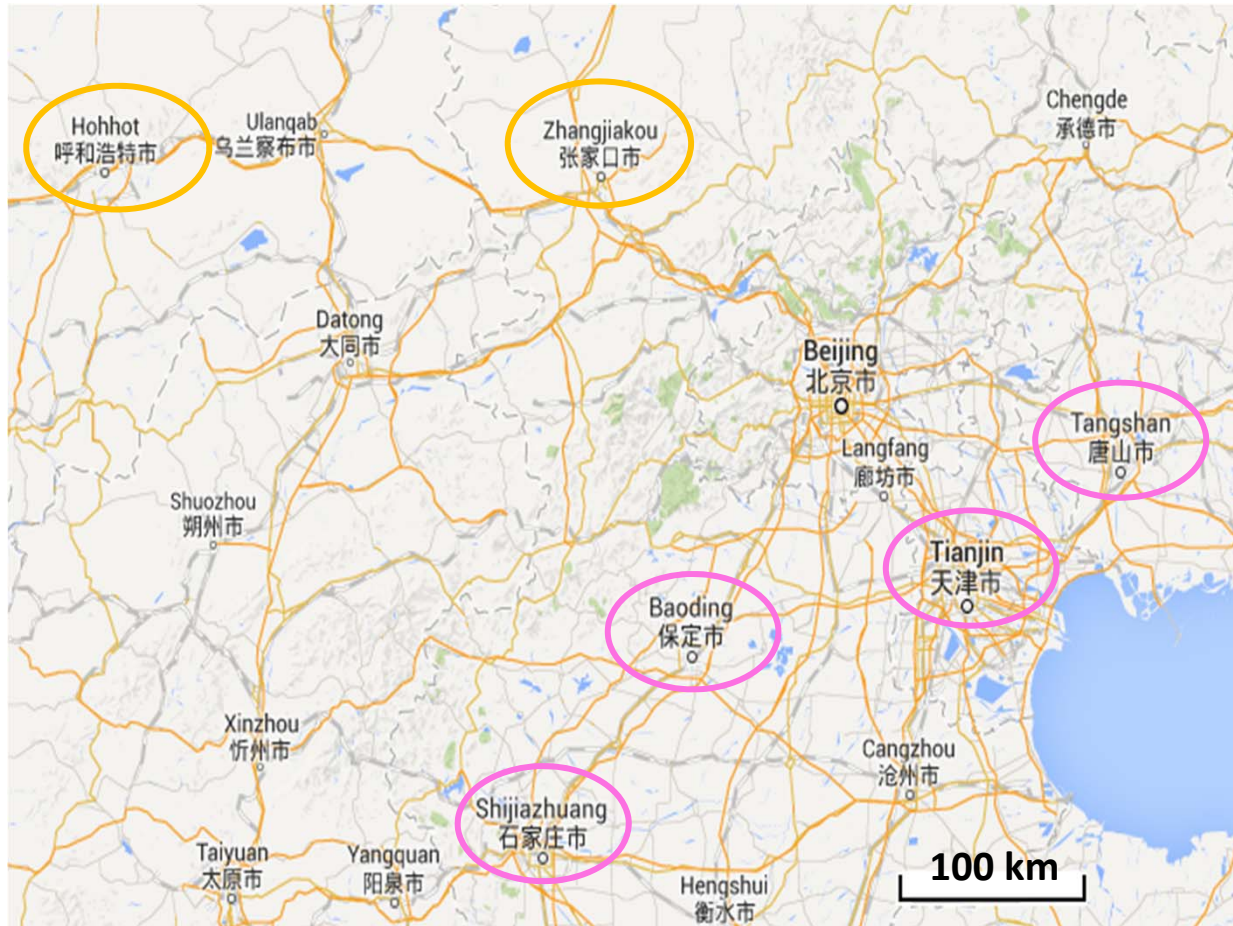 Hohhot
呼和浩特市
Ulanqab
乌兰察布市
Zhangjiakou
张家口市
Chengde
承德市
Datong
大同市
Beijing
北京市
Tangshan
唐山市
Langfang
廊坊市
Shuozhou
朔州市
Tianjin
天津市
Baoding
保定市
Xinzhou
忻州市
Cangzhou
沧州市
Shijiazhuang
石家庄市
Taiyuan
太原市
Yangquan
阳泉市
Hengshui
衡水市
100 km